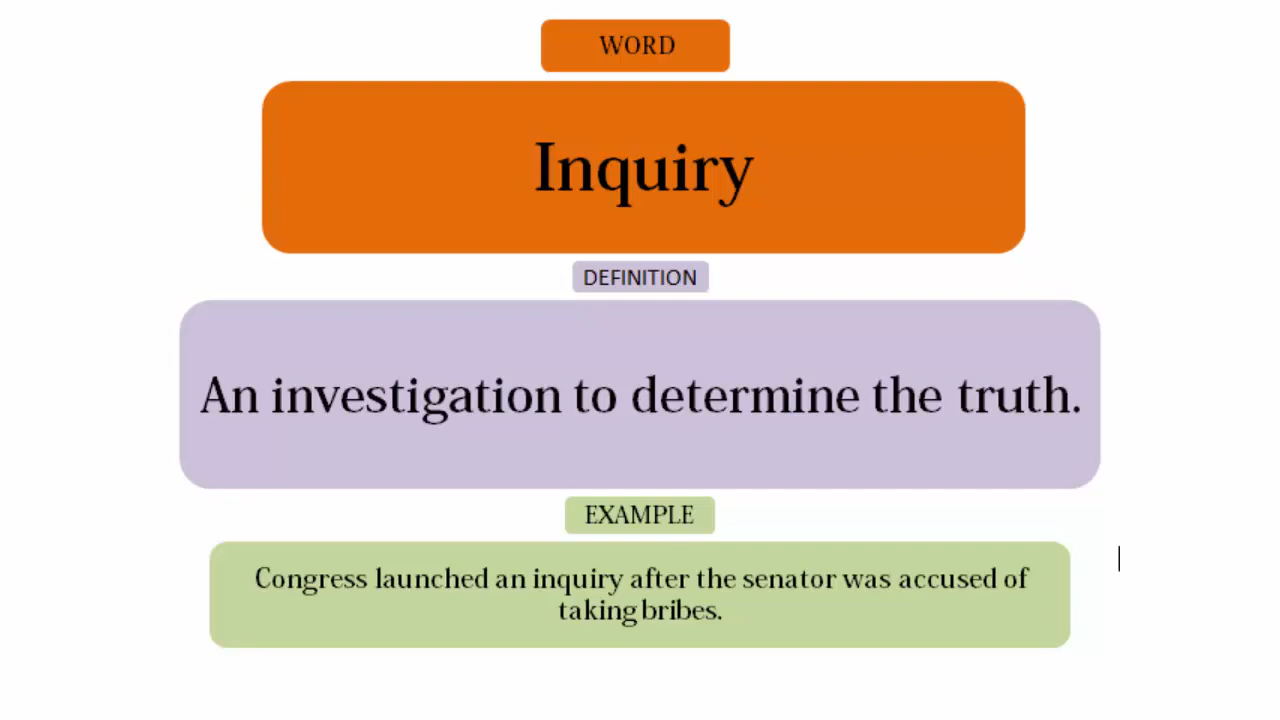 WORD
Inquiry
DEFINITION
An investigation to determine the truth.
EXAMPLE
Congress launched an inquiry after the senator was accused of
taking bribes.